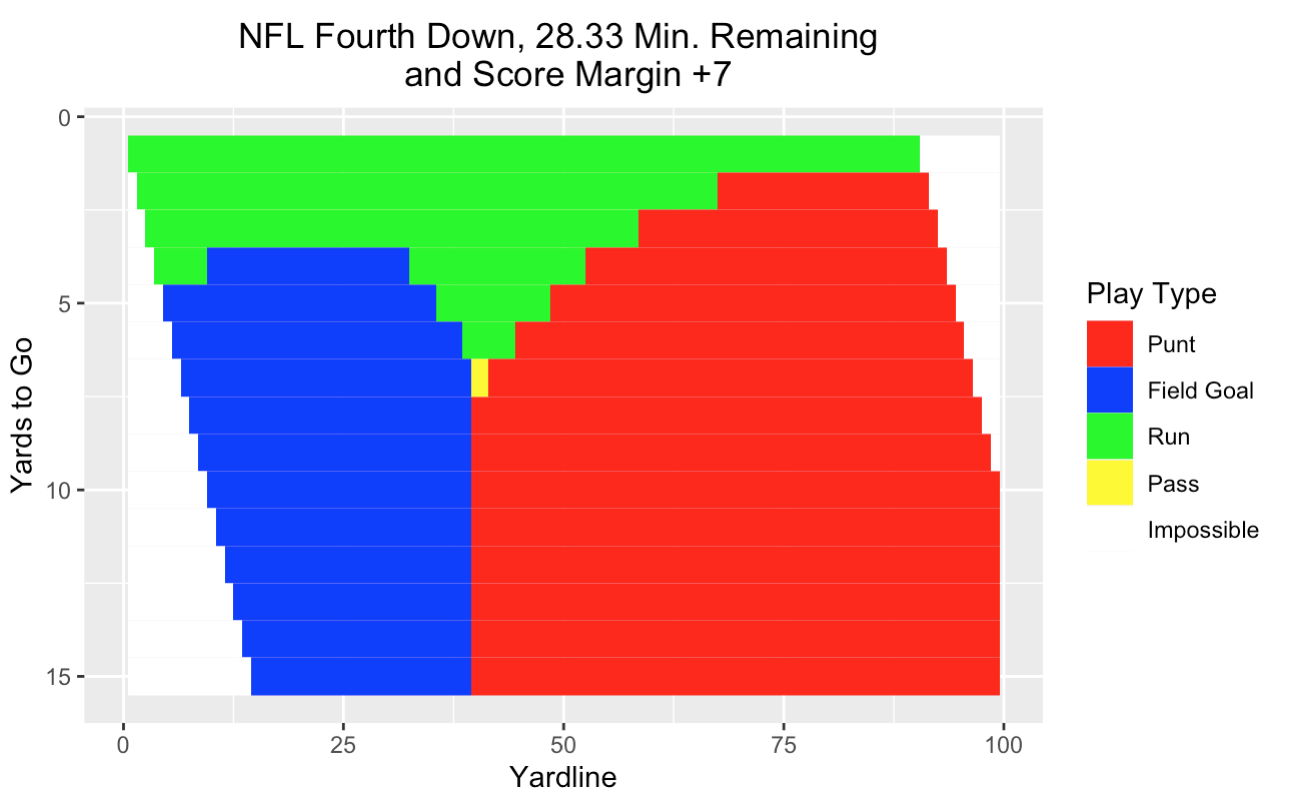 NFL Fourth Down, 28.33 Min. Remaining
and Score Margin +7
0
5
10
15
Yards to Go
0 25 50 75 100
Yardline
Play Type
Punt
Field Goal
Run
Pass
Impossible